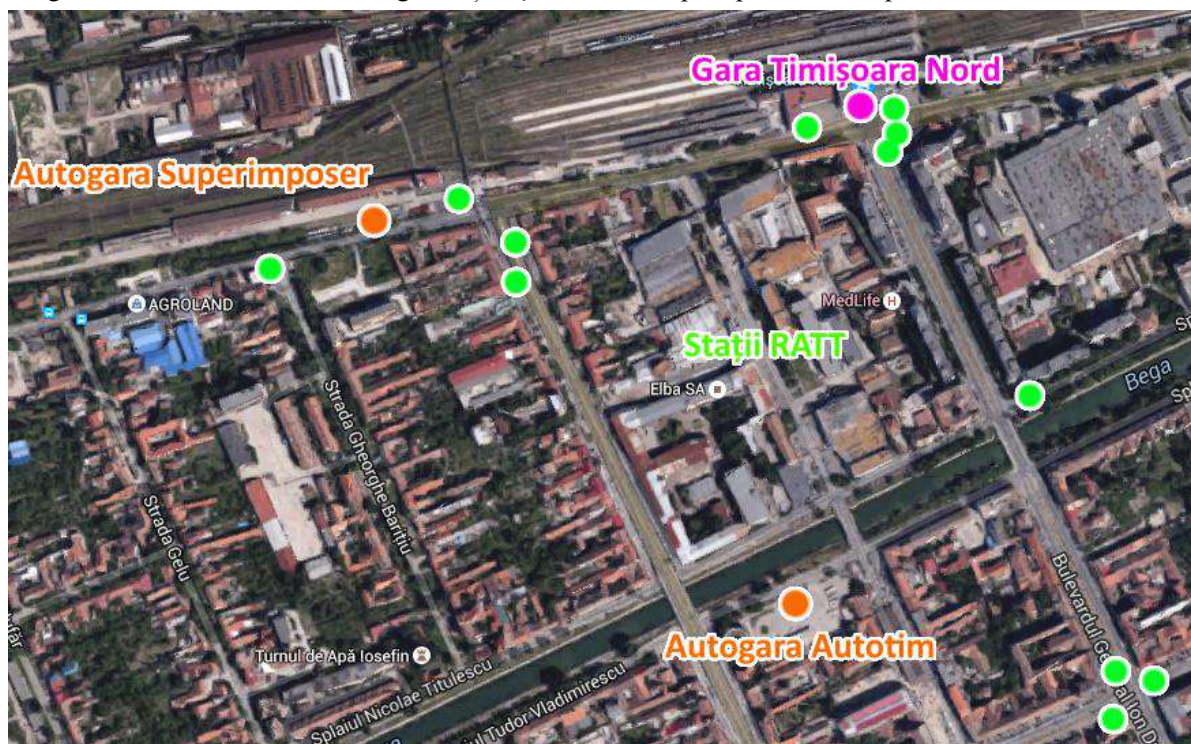 Gara Timișoara Nord
Autogara Superimposer
AGROLAND
MedLife
Stații RATT
Elba SA
Bega
Strada Gheorghe Barițiu
Strada Gelu
Autogara Autotim
Turnul de Apă Iosefin
Splaiul Nicolae Titulescu
Splaiul Tudor Vladimirescu
Bulevardul